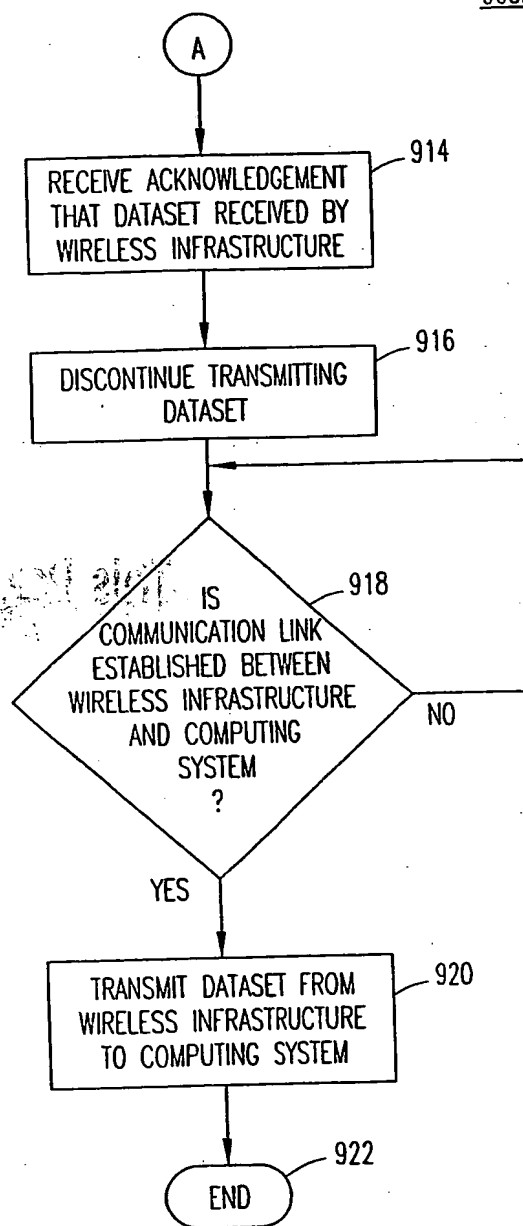 A
914
RECEIVE ACKNOWLEDGEMENT
THAT DATASET RECEIVED BY
WIRELESS INFRASTRUCTURE
916
DISCONTINUE TRANSMITTING
DATASET
918
IS
COMMUNICATION LINK
ESTABLISHED BETWEEN
WIRELESS INFRASTRUCTURE
AND COMPUTING
SYSTEM
?
NO
YES
920
TRANSMIT DATASET FROM
WIRELESS INFRASTRUCTURE
TO COMPUTING SYSTEM
922
END